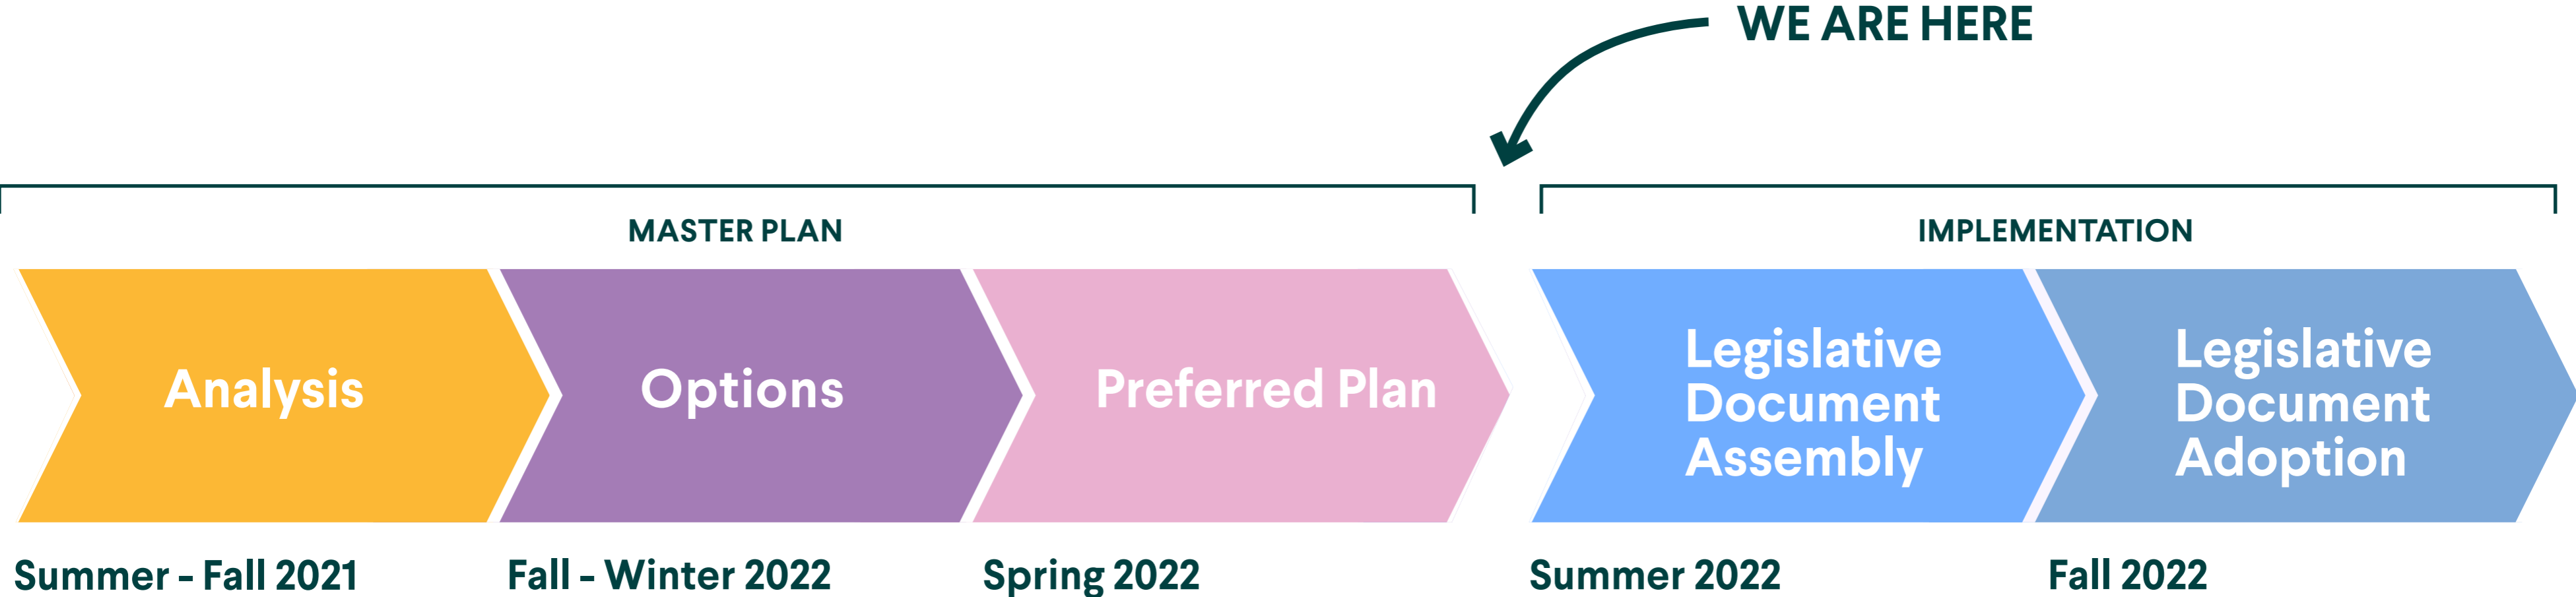 WE ARE HERE
MASTER PLAN
IMPLEMENTATION
Analysis
Options
Preferred Plan
Legislative
Document
Assembly
Legislative
Document
Adoption
Summer - Fall 2021
Fall - Winter 2022
Spring 2022
Summer 2022
Fall 2022